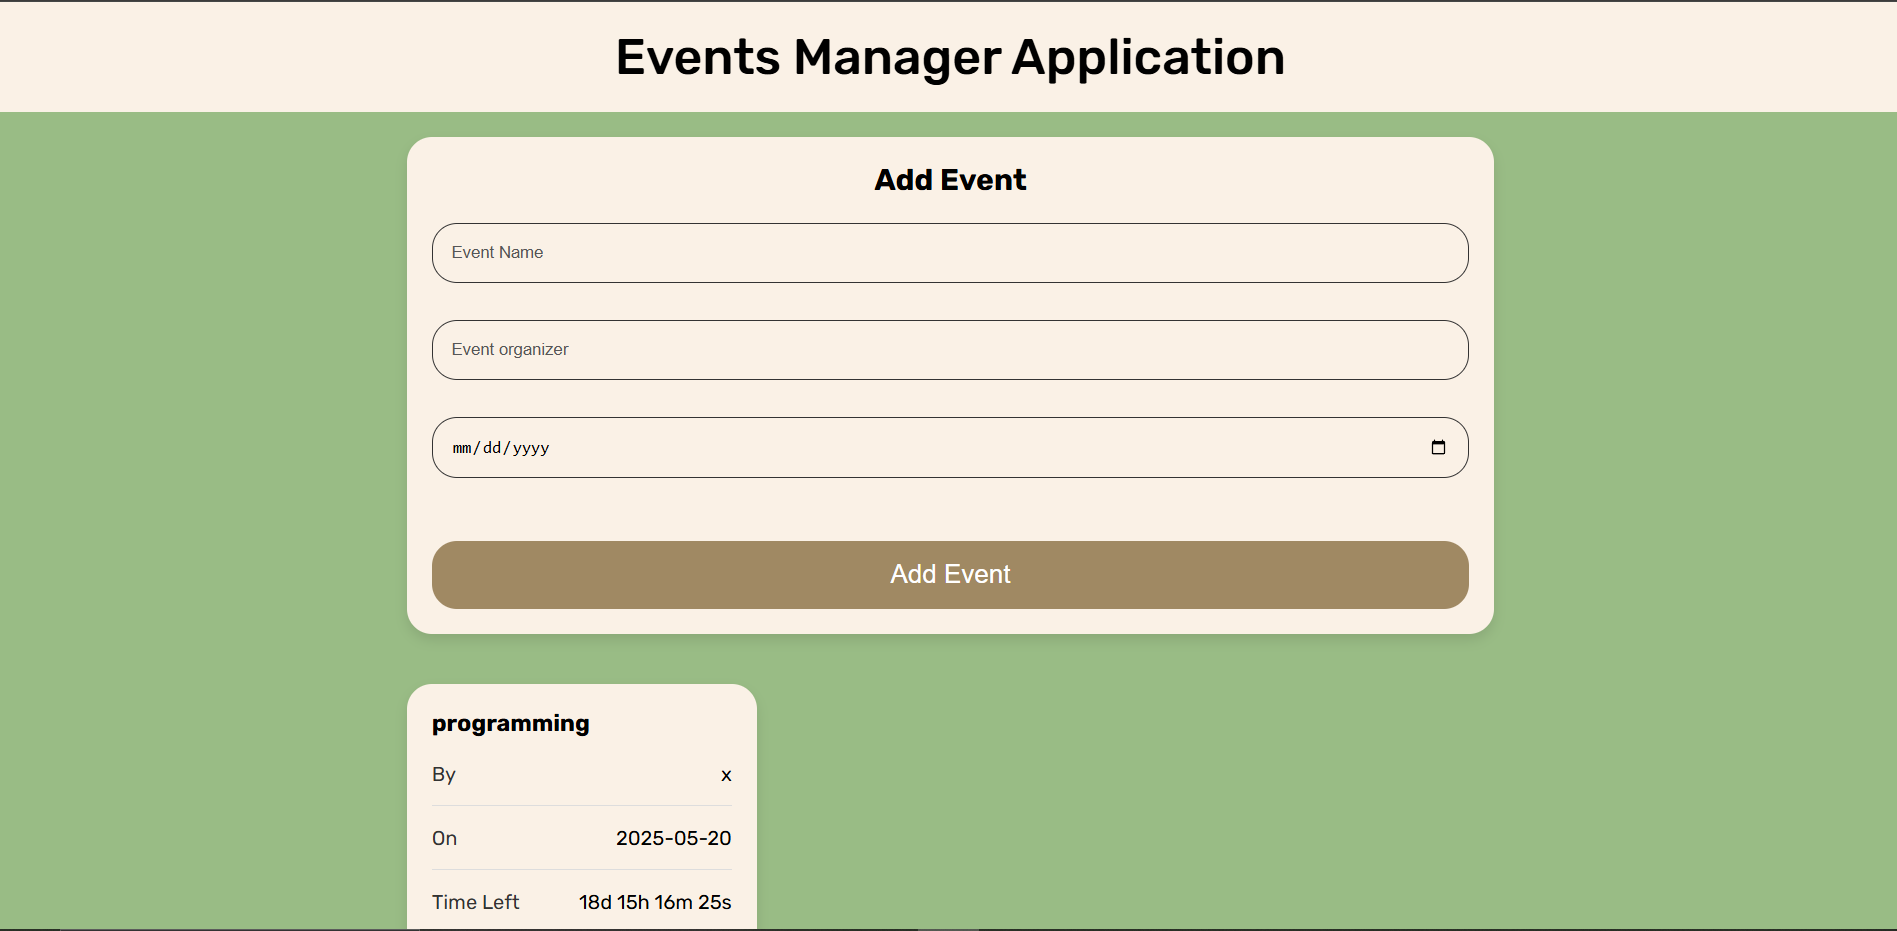 Events Manager Application
Add Event
Event Name
Event organizer
mm/dd/yyyy
Add Event
programming
By x
On 2025-05-20
Time Left 18d 15h 16m 25s